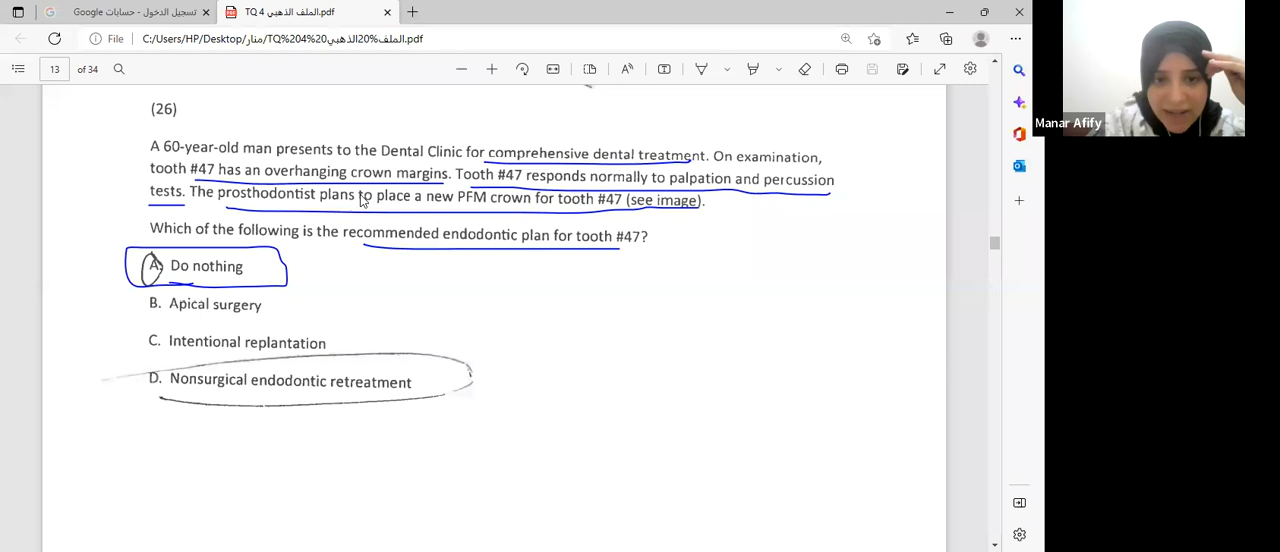 Google تسجيل الدخول - حسابات
TQ 4 الملف الذهبي.pdf
File
C:/Users/HP/Desktop/منار/TQ%204%20الملف%20الذهبي.pdf
13 of 34
(26)
A 60-year-old man presents to the Dental Clinic for comprehensive dental treatment. On examination,
tooth #47 has an overhanging crown margins. Tooth #47 responds normally to palpation and percussion
tests. The prosthodontist plans to place a new PFM crown for tooth #47 (see image).
Which of the following is the recommended endodontic plan for tooth #47?
A. Do nothing
B. Apical surgery
C. Intentional replantation
D. Nonsurgical endodontic retreatment
Manar Afify